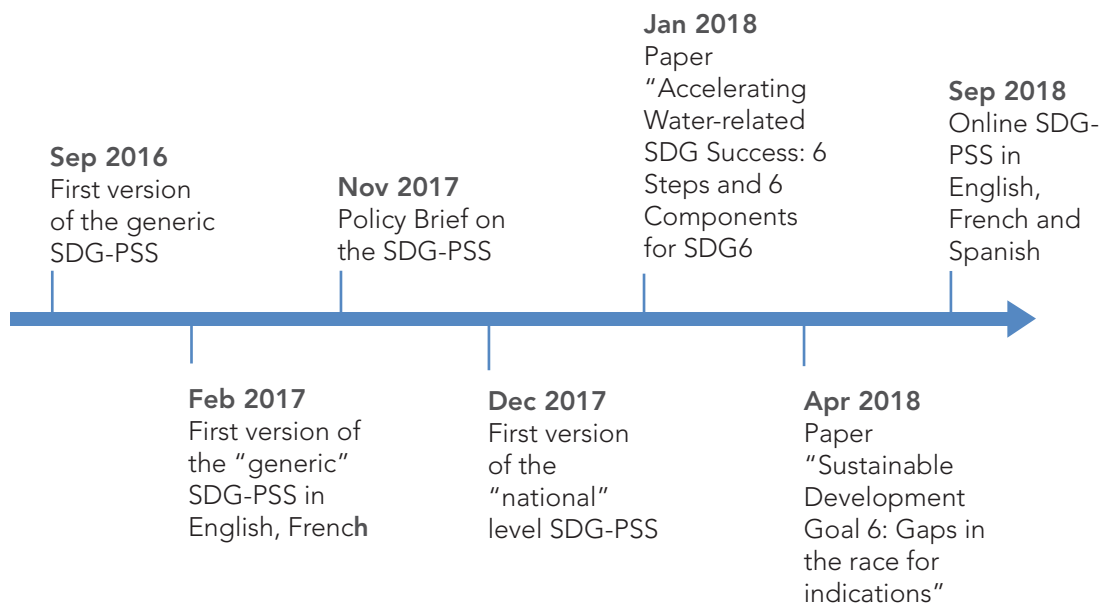 Sep 2016
First version
of the generic
SDG-PSS
Feb 2017
First version of
the “generic”
SDG-PSS in
English, French
Nov 2017
Policy Brief on
the SDG-PSS
Dec 2017
First version
of the
“national”
level SDG-PSS
Jan 2018
Paper
“Accelerating
Water-related
SDG Success: 6
Steps and 6
Components
for SDG6
Apr 2018
Paper
“Sustainable
Development
Goal 6: Gaps in
the race for
indications”
Sep 2018
Online SDG-
PSS in
English,
French and
Spanish